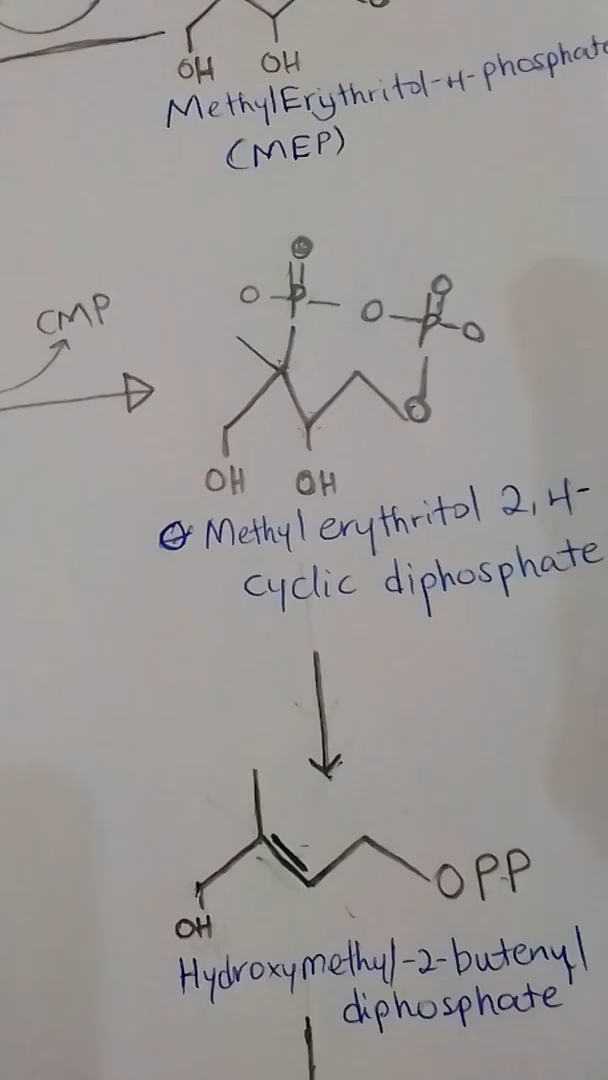 OH OH
MethylErythritol-4-phosphate
(MEP)
CMP
O
O P O P O
O
OH OH
Methyl erythritol 2,4-
cyclic diphosphate
OPP
OH
Hydroxymethyl-2-butenyl
diphosphate